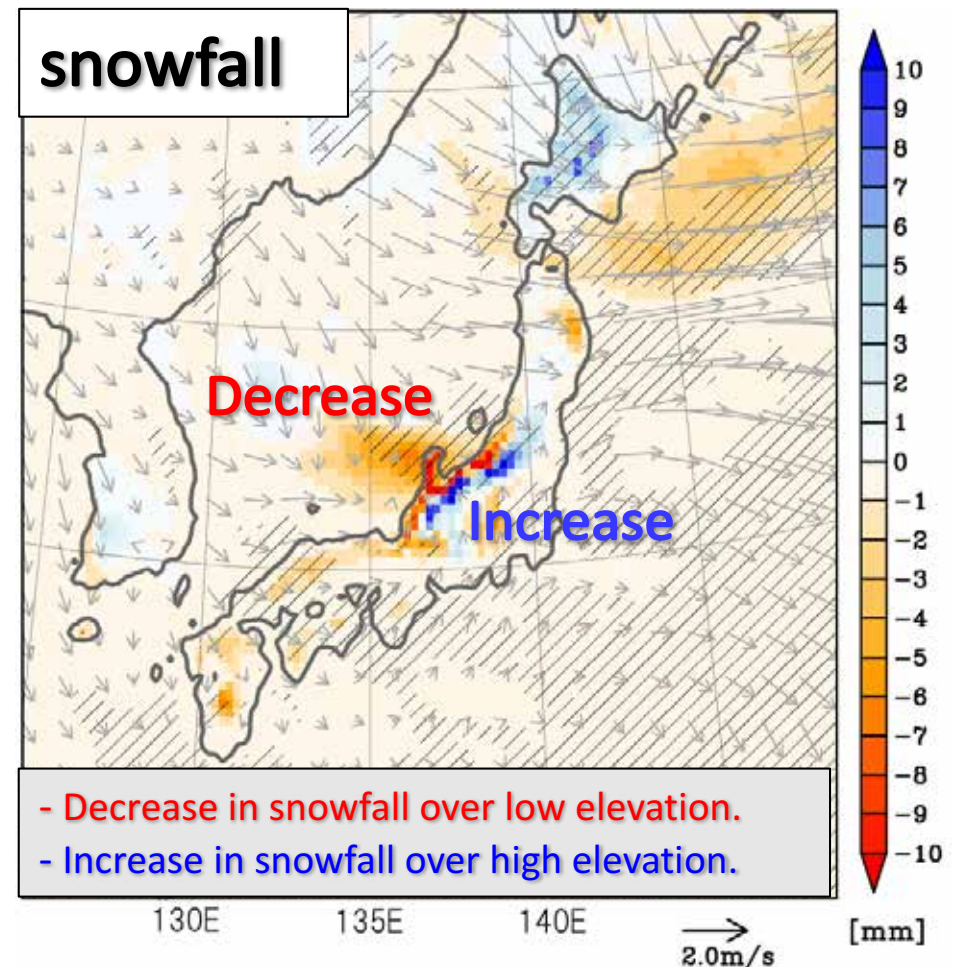 snowfall
Decrease
Increase
- Decrease in snowfall over low elevation.
- Increase in snowfall over high elevation.
10
9
8
7
6
5
4
3
2
1
0
-1
-2
-3
-4
-5
-6
-7
-8
-9
-10
130E 135E 140E
2.0m/s
[mm]